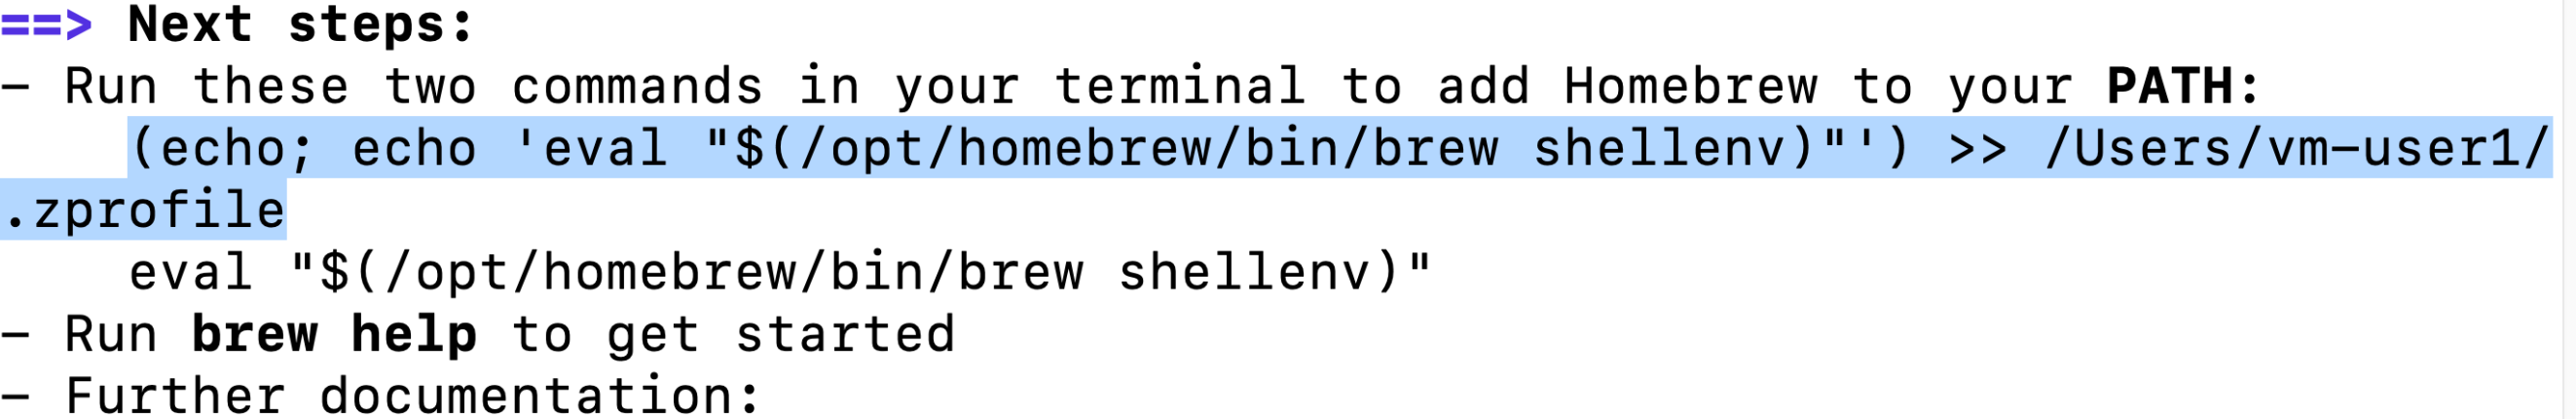 ==> Next steps:
- Run these two commands in your terminal to add Homebrew to your PATH:
    (echo; echo 'eval "$(/opt/homebrew/bin/brew shellenv)"') >> /Users/vm-user1/
.zprofile
    eval "$(/opt/homebrew/bin/brew shellenv)"
- Run brew help to get started
- Further documentation: